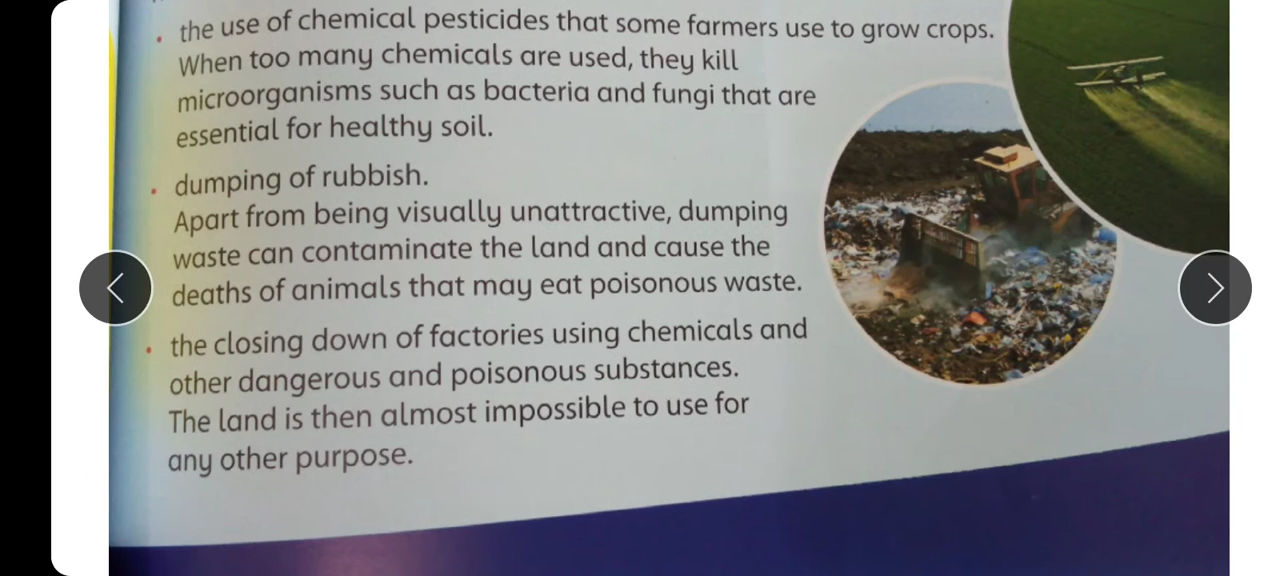 • the use of chemical pesticides that some farmers use to grow crops.
When too many chemicals are used, they kill
microorganisms such as bacteria and fungi that are
essential for healthy soil.
• dumping of rubbish.
Apart from being visually unattractive, dumping
waste can contaminate the land and cause the
deaths of animals that may eat poisonous waste.
• the closing down of factories using chemicals and
other dangerous and poisonous substances.
The land is then almost impossible to use for
any other purpose.